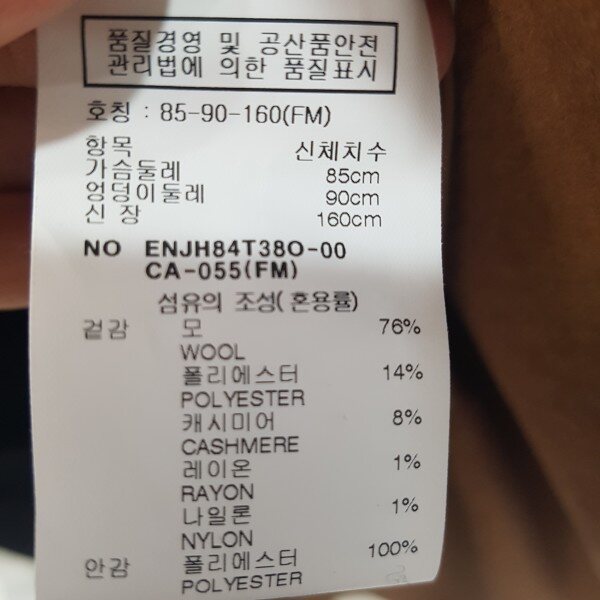 품질경영 및 공산품안전
관리법에 의한 품질표시
호칭 : 85-90-160(FM)
항목 신체치수
가슴둘레 85cm
엉덩이둘레 90cm
신 장 160cm
NO ENJH84T38O-00
CA-055(FM)
섬유의 조성( 혼용률)
겉감 모 76%
WOOL
폴리에스터 14%
POLYESTER
캐시미어 8%
CASHMERE
레이온 1%
RAYON
나일론 1%
NYLON
안감 폴리에스터 100%
POLYESTER